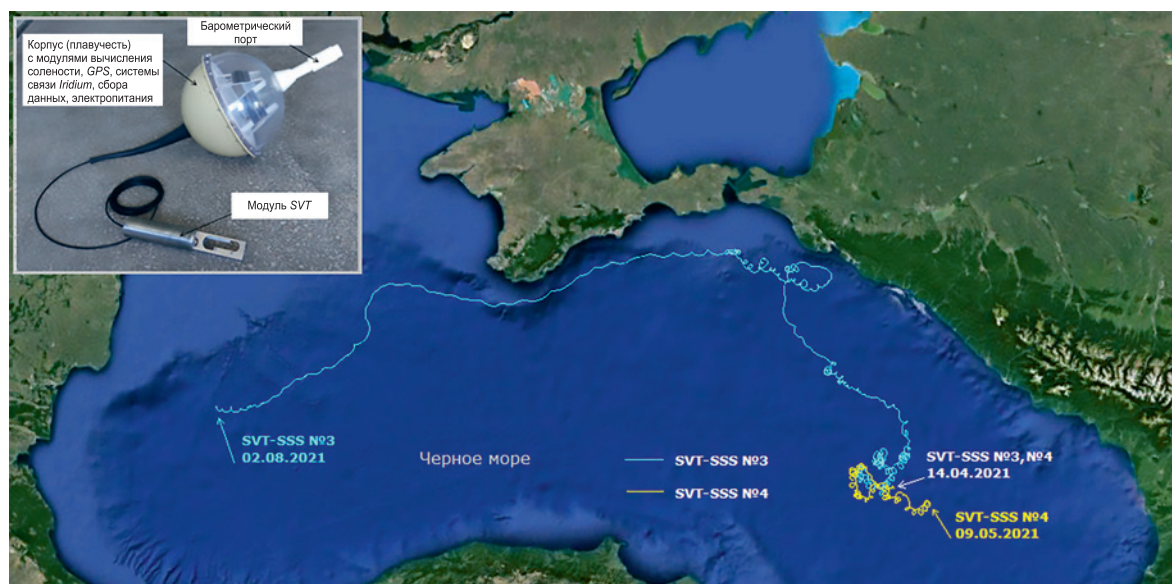 Барометрический
порт
Корпус (плавучесть)
с модулями вычисления
солености, GPS, системы
связи Iridium, сбора
данных, электропитания
Модуль SVT
SVT-SSS №3
02.08.2021
Черное море
SVT-SSS №3
SVT-SSS №4
SVT-SSS №3,№4
14.04.2021
SVT-SSS №4
09.05.2021